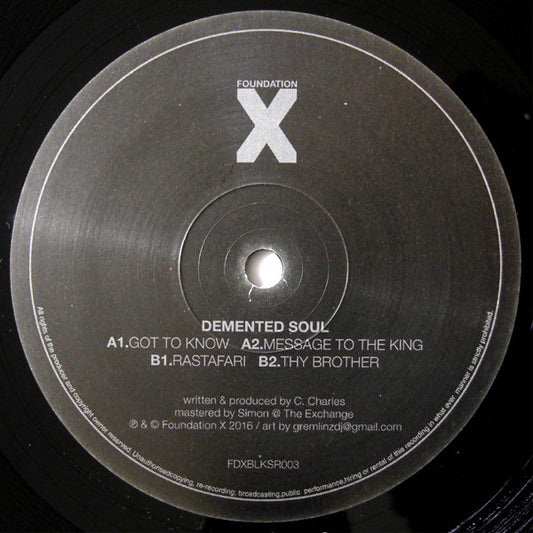 FOUNDATION
X
DEMENTED SOUL
A1.GOT TO KNOW A2.MESSAGE TO THE KING
B1.RASTAFARI B2.THY BROTHER
written & produced by C. Charles
mastered by Simon @ The Exchange
℗ & © Foundation X 2016 / art by gremlinzdj@gmail.com
FDXBLKSR003
All rights of the producer and copyright owner reserved. Unauthorisedcopying, re-recording, broadcasting,public performance,hiring or rental of this recording in what ever manner is strictly prohibited.